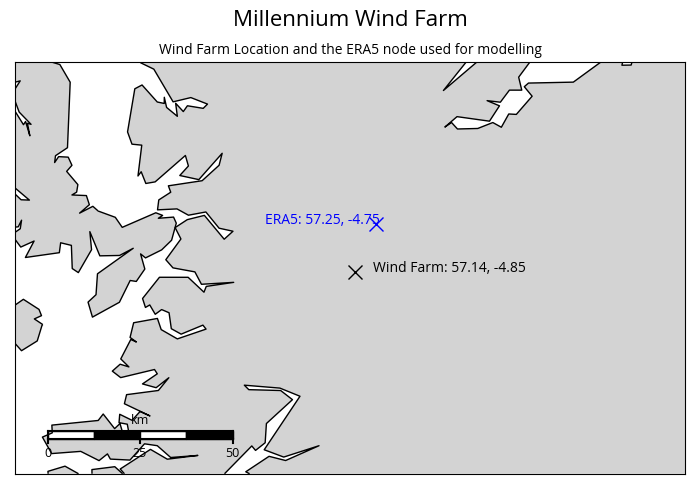 Millennium Wind Farm
Wind Farm Location and the ERA5 node used for modelling
ERA5: 57.25, -4.75
Wind Farm: 57.14, -4.85
km
0 25 50